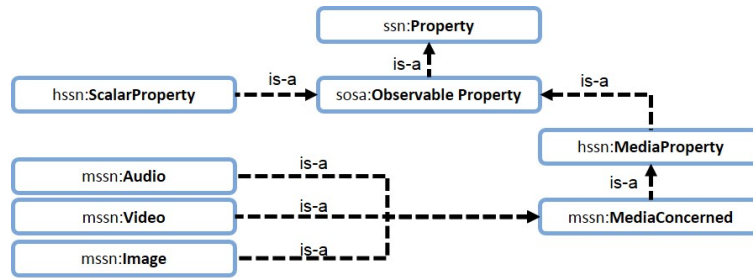 ssn:Property
is-a
is-a
is-a
hssn:ScalarProperty
sosa:Observable Property
hssn:MediaProperty
is-a
mssn:Audio
is-a
is-a
mssn:Video
mssn:MediaConcerned
is-a
mssn:Image